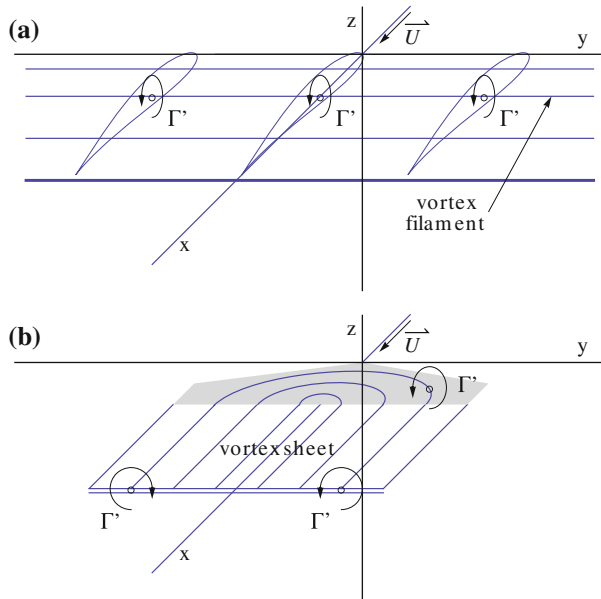 (a)
z
U
y
Γ’
Γ’
Γ’
vortex
filament
x
(b)
z
U
y
Γ’
vortex sheet
Γ’
Γ’
x